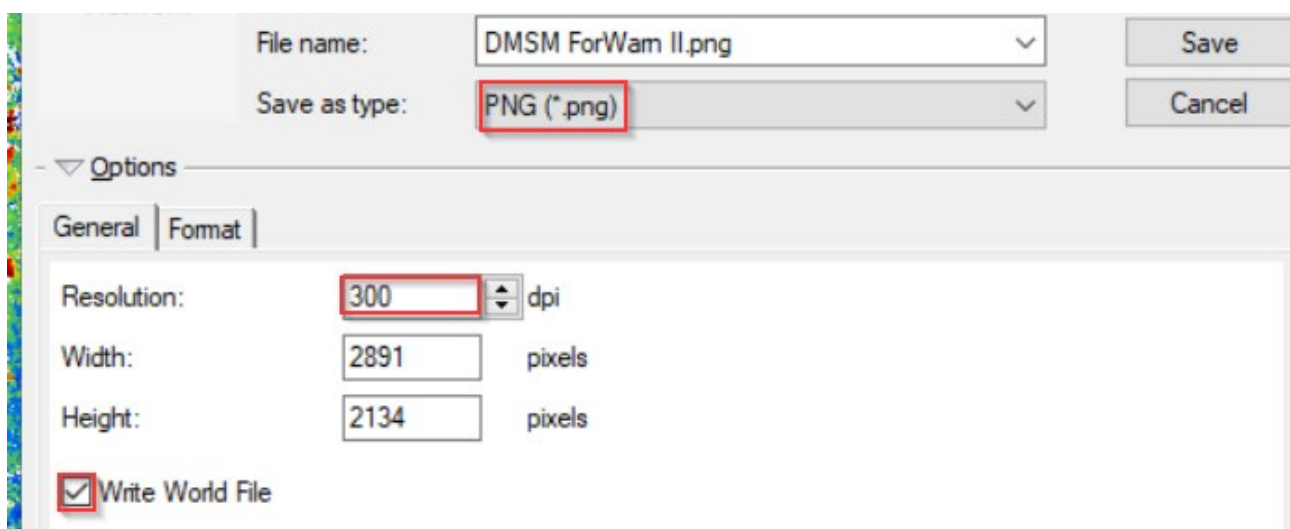 File name: DMSM ForWarn II.png Save
Save as type: PNG (*.png) Cancel
Options
General Format
Resolution: 300 dpi
Width: 2891 pixels
Height: 2134 pixels
Write World File